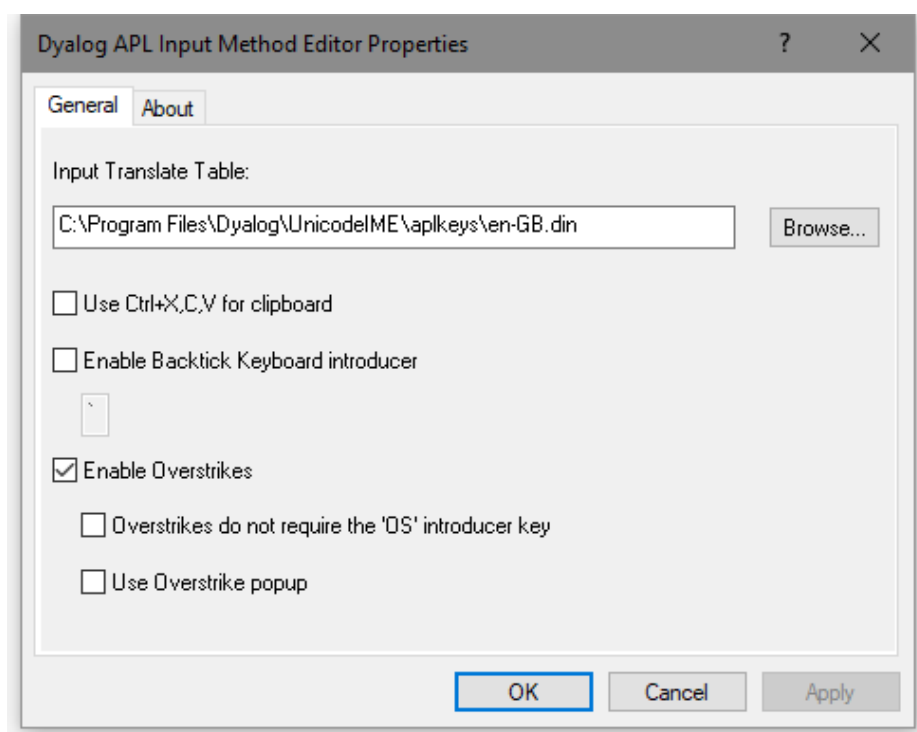 Dyalog APL Input Method Editor Properties ? ✕
General About
Input Translate Table:
C:\Program Files\Dyalog\UnicodeIME\aplkeys\en-GB.din Browse...
Use Ctrl+X,C,V for clipboard
Enable Backtick Keyboard introducer
`
Enable Overstrikes
Overstrikes do not require the 'OS' introducer key
Use Overstrike popup
OK Cancel Apply